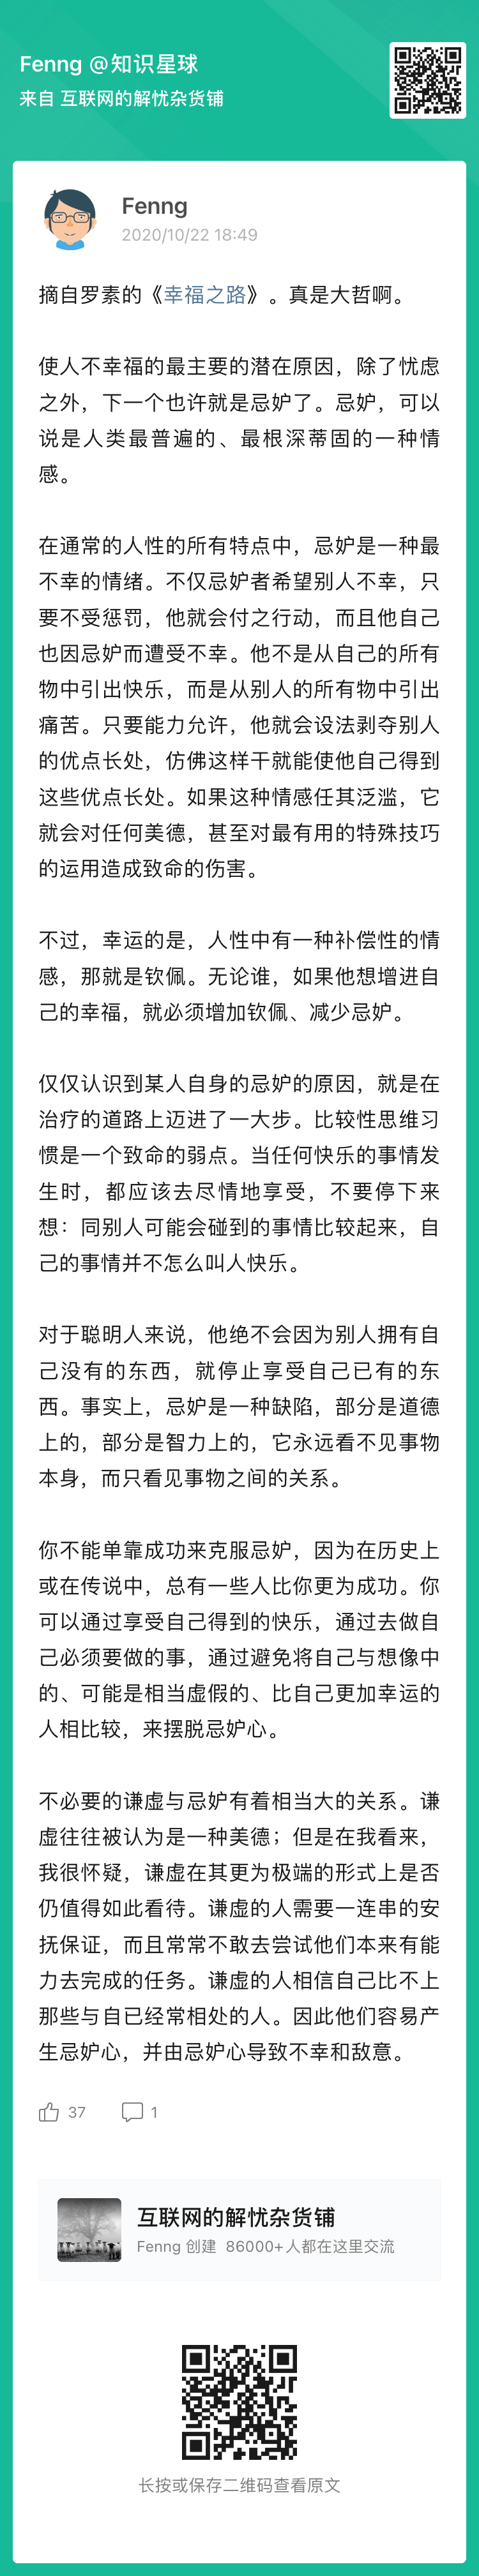 Fenng @知识星球
来自 互联网的解忧杂货铺
Fenng
2020/10/22 18:49
摘自罗素的《幸福之路》。真是大哲啊。
使人不幸福的最主要的潜在原因，除了忧虑
之外，下一个也许就是忌妒了。忌妒，可以
说是人类最普遍的、最根深蒂固的一种情
感。
在通常的人性的所有特点中，忌妒是一种最
不幸的情绪。不仅忌妒者希望别人不幸，只
要不受惩罚，他就会付之行动，而且他自己
也因忌妒而遭受不幸。他不是从自己的所有
物中引出快乐，而是从别人的所有物中引出
痛苦。只要能力允许，他就会设法剥夺别人
的优点长处，仿佛这样干就能使他自己得到
这些优点长处。如果这种情感任其泛滥，它
就会对任何美德，甚至对最有用的特殊技巧
的运用造成致命的伤害。
不过，幸运的是，人性中有一种补偿性的情
感，那就是钦佩。无论谁，如果他想增进自
己的幸福，就必须增加钦佩、减少忌妒。
仅仅认识到某人自身的忌妒的原因，就是在
治疗的道路上迈进了一大步。比较性思维习
惯是一个致命的弱点。当任何快乐的事情发
生时，都应该去尽情地享受，不要停下来
想：同别人可能会碰到的事情比较起来，自
己的事情并不怎么叫人快乐。
对于聪明人来说，他绝不会因为别人拥有自
己没有的东西，就停止享受自己已有的东
西。事实上，忌妒是一种缺陷，部分是道德
上的，部分是智力上的，它永远看不见事物
本身，而只看见事物之间的关系。
你不能单靠成功来克服忌妒，因为在历史上
或在传说中，总有一些人比你更为成功。你
可以通过享受自己得到的快乐，通过去做自
己必须要做的事，通过避免将自己与想像中
的、可能是相当虚假的、比自己更加幸运的
人相比较，来摆脱忌妒心。
不必要的谦虚与忌妒有着相当大的关系。谦
虚往往被认为是一种美德；但是在我看来，
我很怀疑，谦虚在其更为极端的形式上是否
仍值得如此看待。谦虚的人需要一连串的安
抚保证，而且常常不敢去尝试他们本来有能
力去完成的任务。谦虚的人相信自己比不上
那些与自已经常相处的人。因此他们容易产
生忌妒心，并由忌妒心导致不幸和敌意。
37 1
互联网的解忧杂货铺
Fenng 创建 86000+人都在这里交流
长按或保存二维码查看原文